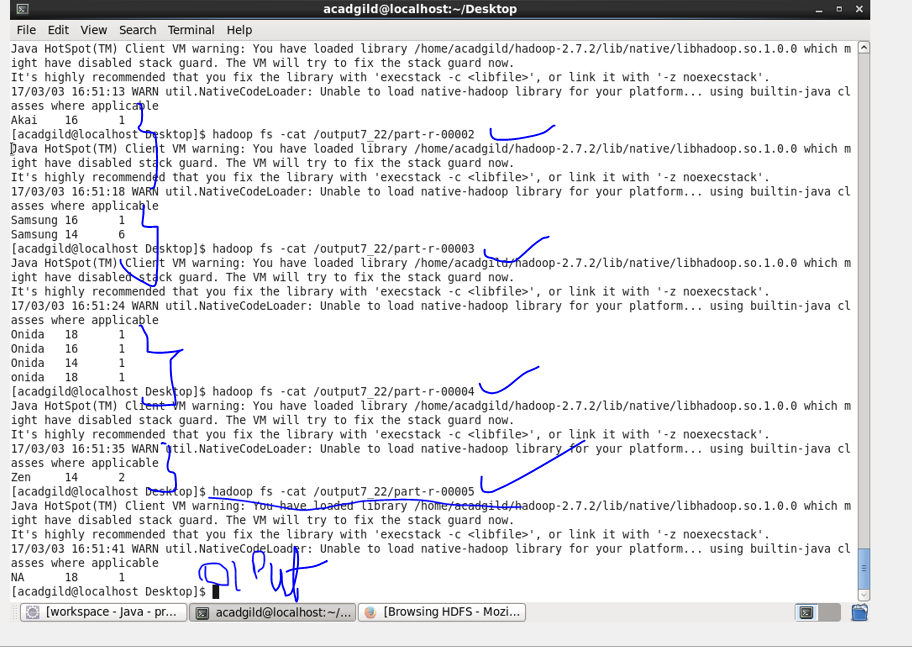 acadgild@localhost:~/Desktop
File Edit View Search Terminal Help
Java HotSpot(TM) Client VM warning: You have loaded library /home/acadgild/hadoop-2.7.2/lib/native/libhadoop.so.1.0.0 which m
ight have disabled stack guard. The VM will try to fix the stack guard now.
It's highly recommended that you fix the library with 'execstack -c <libfile>', or link it with '-z noexecstack'.
17/03/03 16:51:13 WARN util.NativeCodeLoader: Unable to load native-hadoop library for your platform... using builtin-java cl
asses where applicable
Akai 16 1
[acadgild@localhost Desktop]$ hadoop fs -cat /output7_22/part-r-00002
Java HotSpot(TM) Client VM warning: You have loaded library /home/acadgild/hadoop-2.7.2/lib/native/libhadoop.so.1.0.0 which m
ight have disabled stack guard. The VM will try to fix the stack guard now.
It's highly recommended that you fix the library with 'execstack -c <libfile>', or link it with '-z noexecstack'.
17/03/03 16:51:18 WARN util.NativeCodeLoader: Unable to load native-hadoop library for your platform... using builtin-java cl
asses where applicable
Samsung 16 1
Samsung 14 6
[acadgild@localhost Desktop]$ hadoop fs -cat /output7_22/part-r-00003
Java HotSpot(TM) Client VM warning: You have loaded library /home/acadgild/hadoop-2.7.2/lib/native/libhadoop.so.1.0.0 which m
ight have disabled stack guard. The VM will try to fix the stack guard now.
It's highly recommended that you fix the library with 'execstack -c <libfile>', or link it with '-z noexecstack'.
17/03/03 16:51:24 WARN util.NativeCodeLoader: Unable to load native-hadoop library for your platform... using builtin-java cl
asses where applicable
Onida 18 1
Onida 16 1
Onida 14 1
onida 18 1
[acadgild@localhost Desktop]$ hadoop fs -cat /output7_22/part-r-00004
Java HotSpot(TM) Client VM warning: You have loaded library /home/acadgild/hadoop-2.7.2/lib/native/libhadoop.so.1.0.0 which m
ight have disabled stack guard. The VM will try to fix the stack guard now.
It's highly recommended that you fix the library with 'execstack -c <libfile>', or link it with '-z noexecstack'.
17/03/03 16:51:35 WARN util.NativeCodeLoader: Unable to load native-hadoop library for your platform... using builtin-java cl
asses where applicable
Zen 14 2
[acadgild@localhost Desktop]$ hadoop fs -cat /output7_22/part-r-00005
Java HotSpot(TM) Client VM warning: You have loaded library /home/acadgild/hadoop-2.7.2/lib/native/libhadoop.so.1.0.0 which m
ight have disabled stack guard. The VM will try to fix the stack guard now.
It's highly recommended that you fix the library with 'execstack -c <libfile>', or link it with '-z noexecstack'.
17/03/03 16:51:41 WARN util.NativeCodeLoader: Unable to load native-hadoop library for your platform... using builtin-java cl
asses where applicable
NA 18 1
[acadgild@localhost Desktop]$
[workspace - Java - pr... acadgild@localhost:~/... [Browsing HDFS - Mozi...